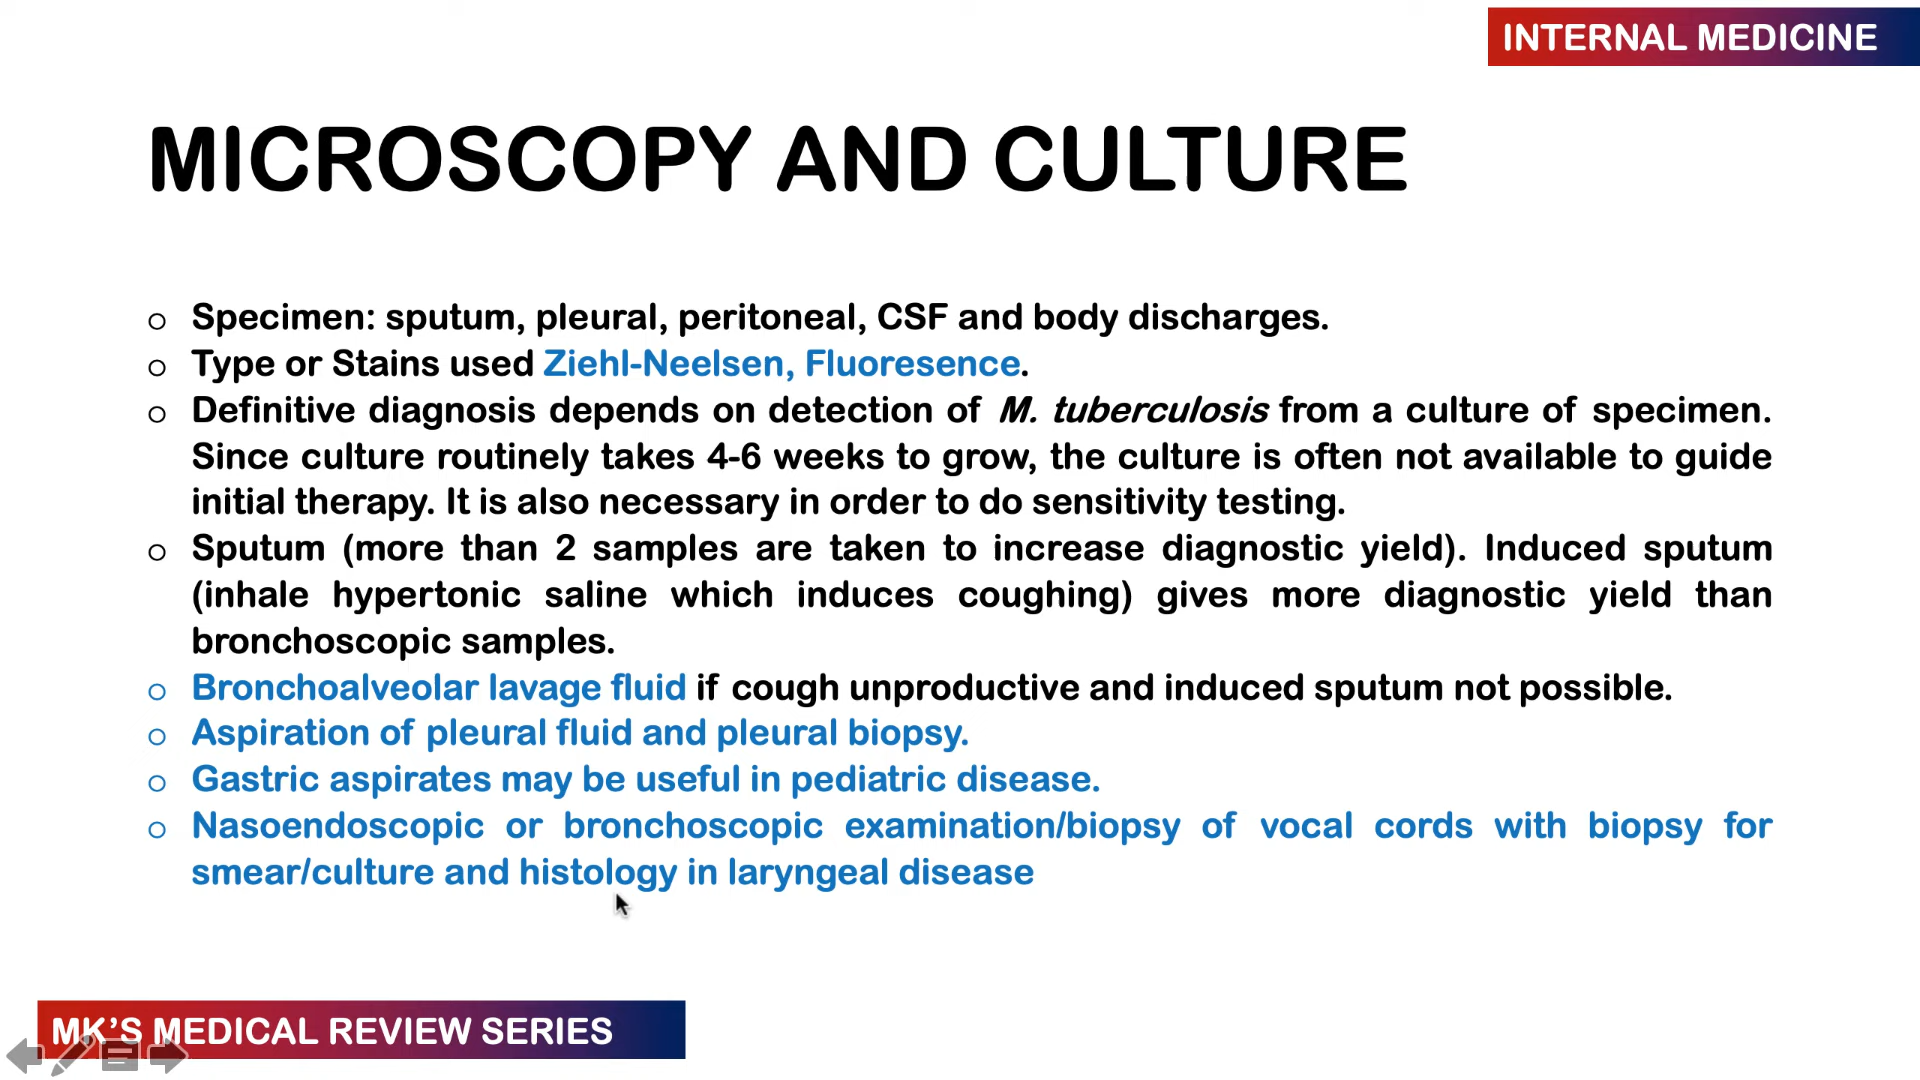 INTERNAL MEDICINE
MICROSCOPY AND CULTURE
o Specimen: sputum, pleural, peritoneal, CSF and body discharges.
o Type or Stains used Ziehl-Neelsen, Fluoresence.
o Definitive diagnosis depends on detection of M. tuberculosis from a culture of specimen.
Since culture routinely takes 4-6 weeks to grow, the culture is often not available to guide
initial therapy. It is also necessary in order to do sensitivity testing.
o Sputum (more than 2 samples are taken to increase diagnostic yield). Induced sputum
(inhale hypertonic saline which induces coughing) gives more diagnostic yield than
bronchoscopic samples.
o Bronchoalveolar lavage fluid if cough unproductive and induced sputum not possible.
o Aspiration of pleural fluid and pleural biopsy.
o Gastric aspirates may be useful in pediatric disease.
o Nasoendoscopic or bronchoscopic examination/biopsy of vocal cords with biopsy for
smear/culture and histology in laryngeal disease
MK’S MEDICAL REVIEW SERIES